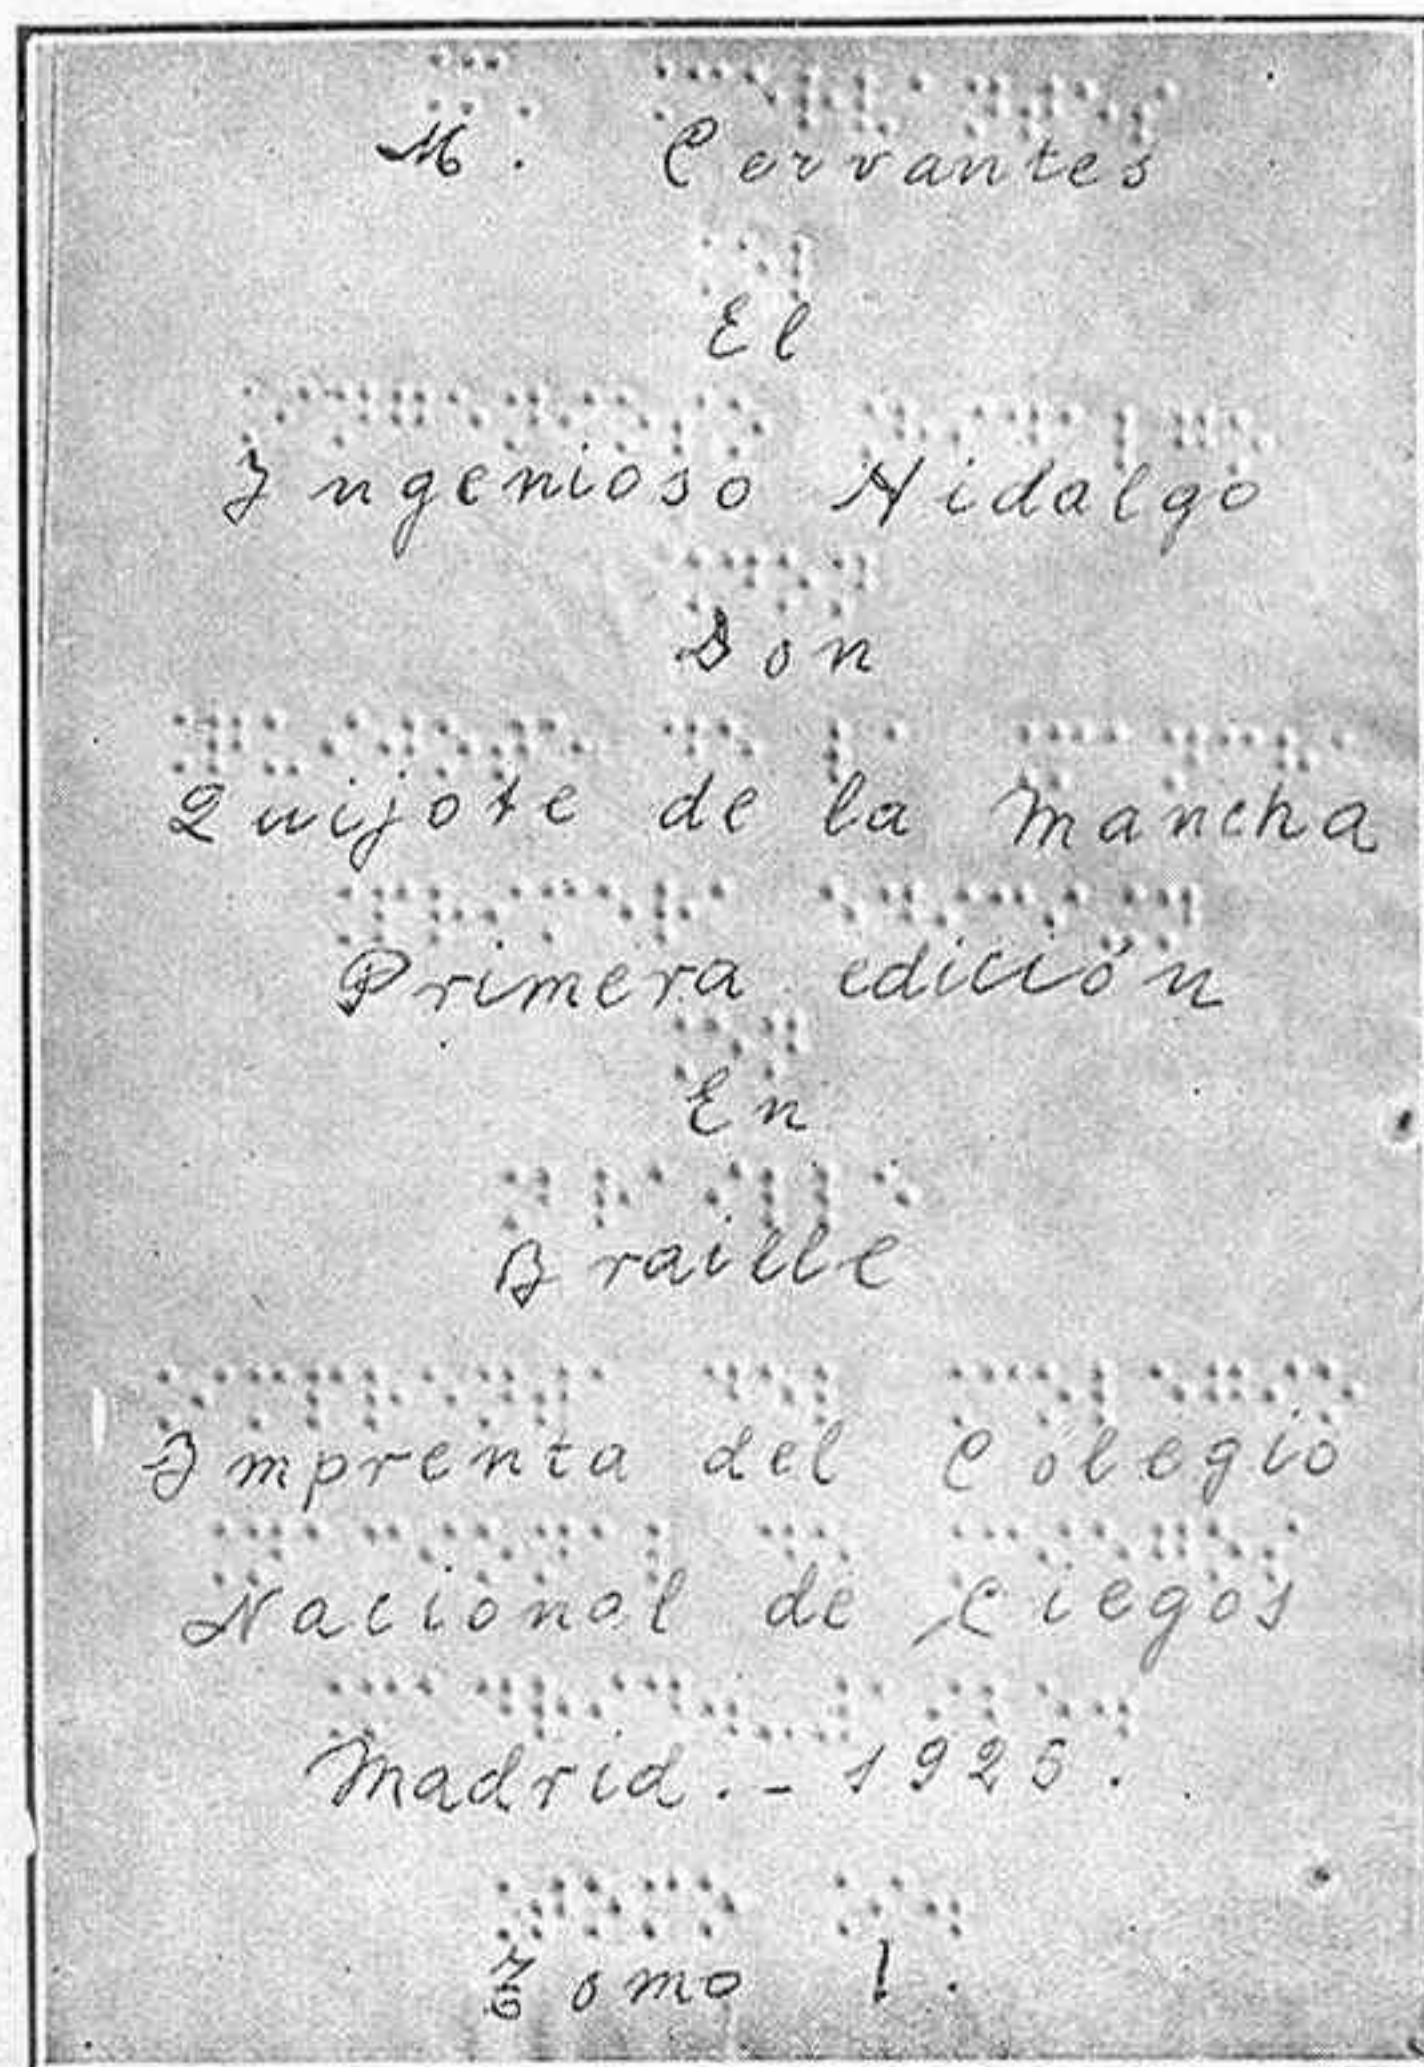 M. Cervantes
El
Ingenioso Hidalgo
Don
Quijote de la Mancha
Primera edición
En
Braille
Imprenta del Colegio
Nacional de Ciegos
Madrid.- 1925.
Tomo I.